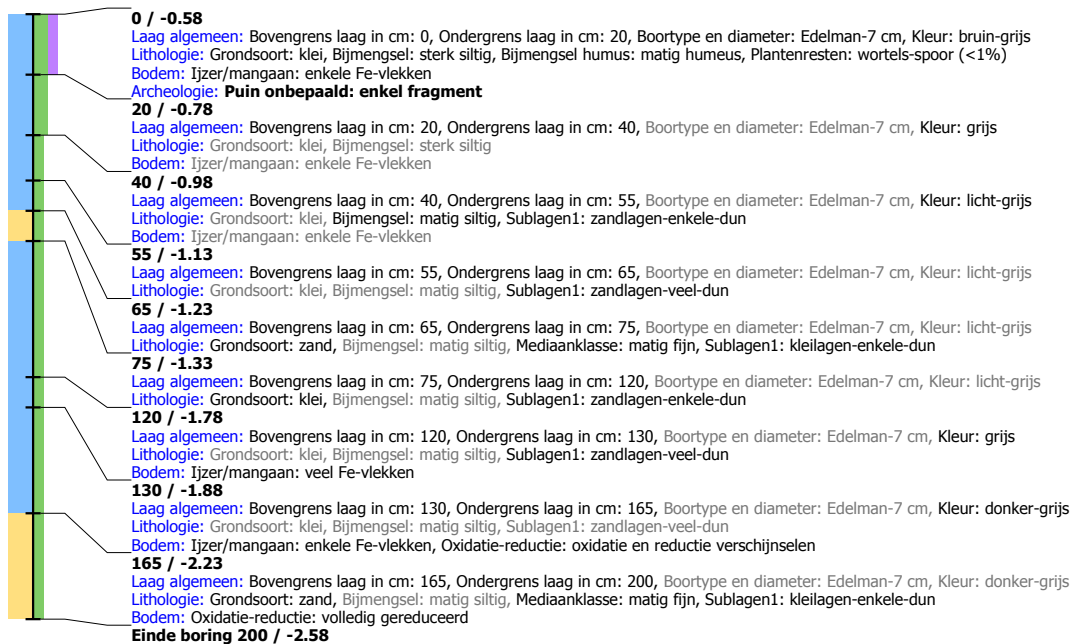 0 / -0.58
Laag algemeen: Bovengrens laag in cm: 0, Ondergrens laag in cm: 20, Boortype en diameter: Edelman-7 cm, Kleur: bruin-grijs
Lithologie: Grondsoort: klei, Bijmengsel: sterk siltig, Bijmengsel humus: matig humeus, Plantenresten: wortels-spoor (<1%)
Bodem: Ijzer/mangaan: enkele Fe-vlekken
Archeologie: Puin onbepaald: enkel fragment
20 / -0.78
Laag algemeen: Bovengrens laag in cm: 20, Ondergrens laag in cm: 40, Boortype en diameter: Edelman-7 cm, Kleur: grijs
Lithologie: Grondsoort: klei, Bijmengsel: sterk siltig
Bodem: Ijzer/mangaan: enkele Fe-vlekken
40 / -0.98
Laag algemeen: Bovengrens laag in cm: 40, Ondergrens laag in cm: 55, Boortype en diameter: Edelman-7 cm, Kleur: licht-grijs
Lithologie: Grondsoort: klei, Bijmengsel: matig siltig, Sublagen1: zandlagen-enkele-dun
Bodem: Ijzer/mangaan: enkele Fe-vlekken
55 / -1.13
Laag algemeen: Bovengrens laag in cm: 55, Ondergrens laag in cm: 65, Boortype en diameter: Edelman-7 cm, Kleur: licht-grijs
Lithologie: Grondsoort: klei, Bijmengsel: matig siltig, Sublagen1: zandlagen-veel-dun
65 / -1.23
Laag algemeen: Bovengrens laag in cm: 65, Ondergrens laag in cm: 75, Boortype en diameter: Edelman-7 cm, Kleur: licht-grijs
Lithologie: Grondsoort: zand, Bijmengsel: matig siltig, Mediaanklasse: matig fijn, Sublagen1: kleilagen-enkele-dun
75 / -1.33
Laag algemeen: Bovengrens laag in cm: 75, Ondergrens laag in cm: 120, Boortype en diameter: Edelman-7 cm, Kleur: licht-grijs
Lithologie: Grondsoort: klei, Bijmengsel: matig siltig, Sublagen1: zandlagen-enkele-dun
120 / -1.78
Laag algemeen: Bovengrens laag in cm: 120, Ondergrens laag in cm: 130, Boortype en diameter: Edelman-7 cm, Kleur: grijs
Lithologie: Grondsoort: klei, Bijmengsel: matig siltig, Sublagen1: zandlagen-veel-dun
Bodem: Ijzer/mangaan: veel Fe-vlekken
130 / -1.88
Laag algemeen: Bovengrens laag in cm: 130, Ondergrens laag in cm: 165, Boortype en diameter: Edelman-7 cm, Kleur: donker-grijs
Lithologie: Grondsoort: klei, Bijmengsel: matig siltig, Sublagen1: zandlagen-veel-dun
Bodem: Ijzer/mangaan: enkele Fe-vlekken, Oxidatie-reductie: oxidatie en reductie verschijnselen
165 / -2.23
Laag algemeen: Bovengrens laag in cm: 165, Ondergrens laag in cm: 200, Boortype en diameter: Edelman-7 cm, Kleur: donker-grijs
Lithologie: Grondsoort: zand, Bijmengsel: matig siltig, Mediaanklasse: matig fijn, Sublagen1: kleilagen-enkele-dun
Bodem: Oxidatie-reductie: volledig gereduceerd
Einde boring 200 / -2.58